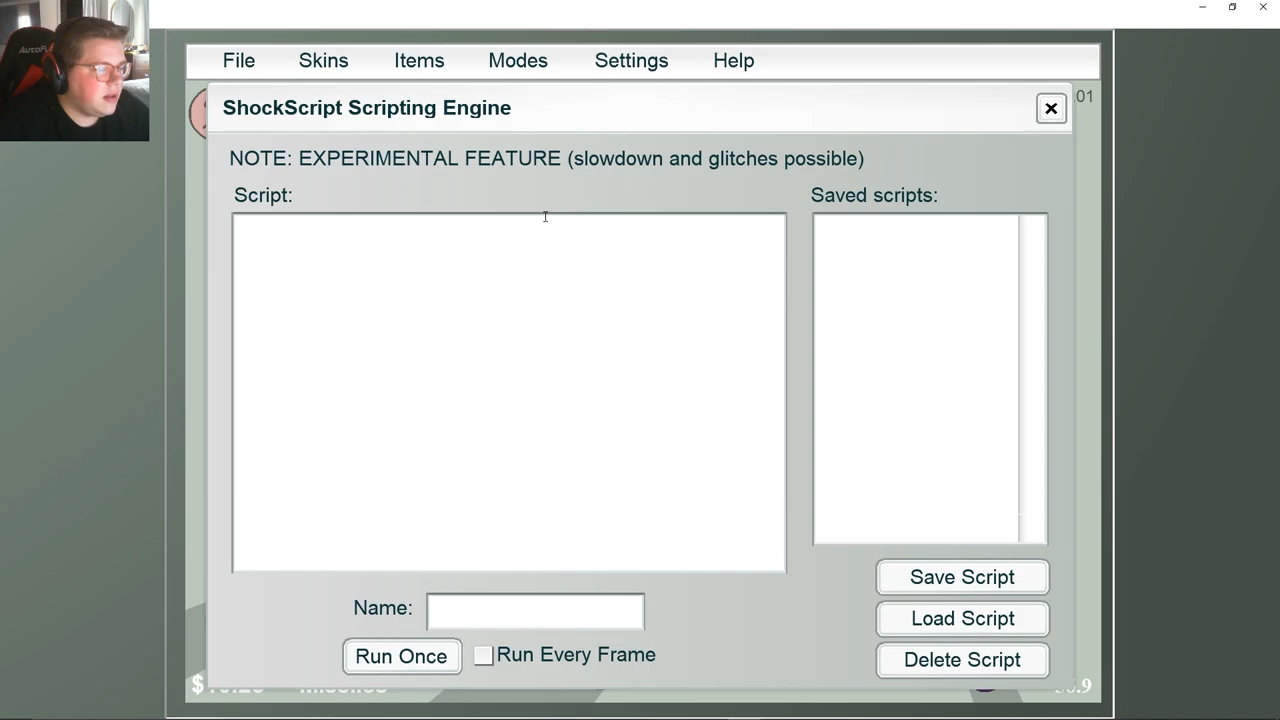 File Skins Items Modes Settings Help
01
ShockScript Scripting Engine
NOTE: EXPERIMENTAL FEATURE (slowdown and glitches possible)
Script:
Saved scripts:
Name:
Run Once
Run Every Frame
Save Script
Load Script
Delete Script